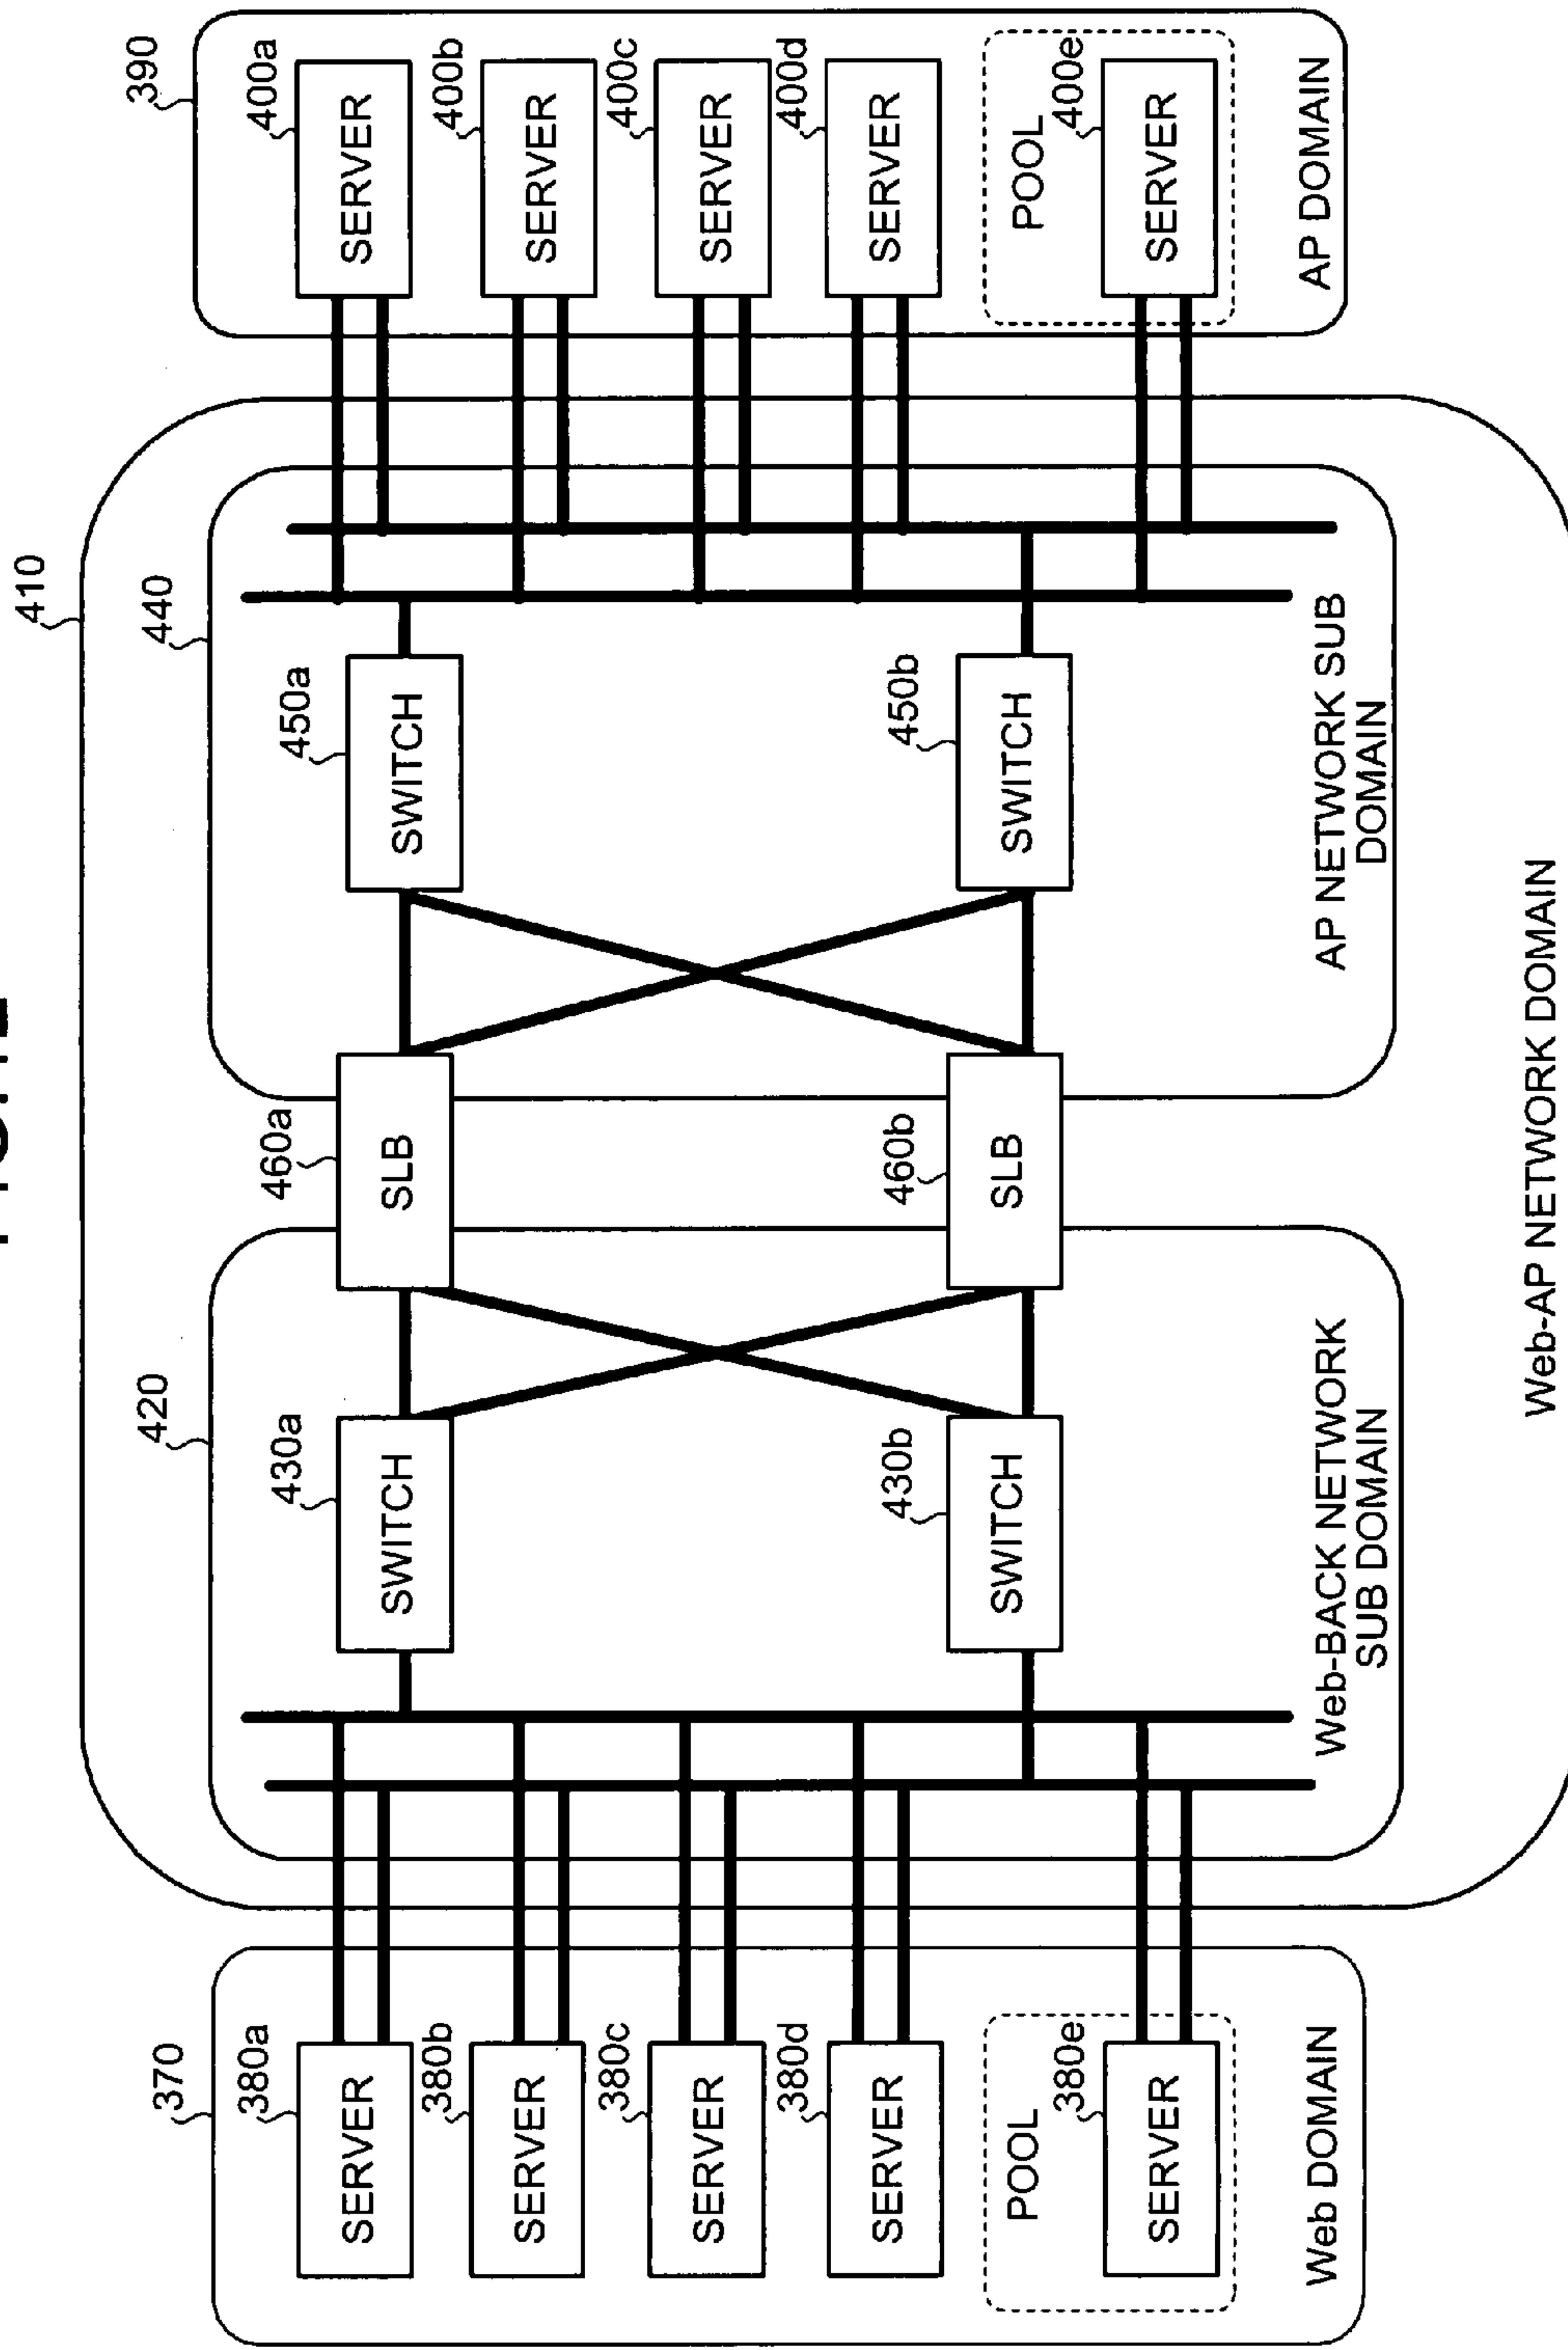 410
370
420
440
390
380a
SERVER
380b
SERVER
380c
SERVER
380d
SERVER
POOL
380e
SERVER
Web DOMAIN
430a
SWITCH
430b
SWITCH
Web-BACK NETWORK
SUB DOMAIN
460a
SLB
460b
SLB
450a
SWITCH
450b
SWITCH
AP NETWORK SUB
DOMAIN
400a
SERVER
400b
SERVER
400c
SERVER
400d
SERVER
POOL
400e
SERVER
AP DOMAIN
Web-AP NETWORK DOMAIN